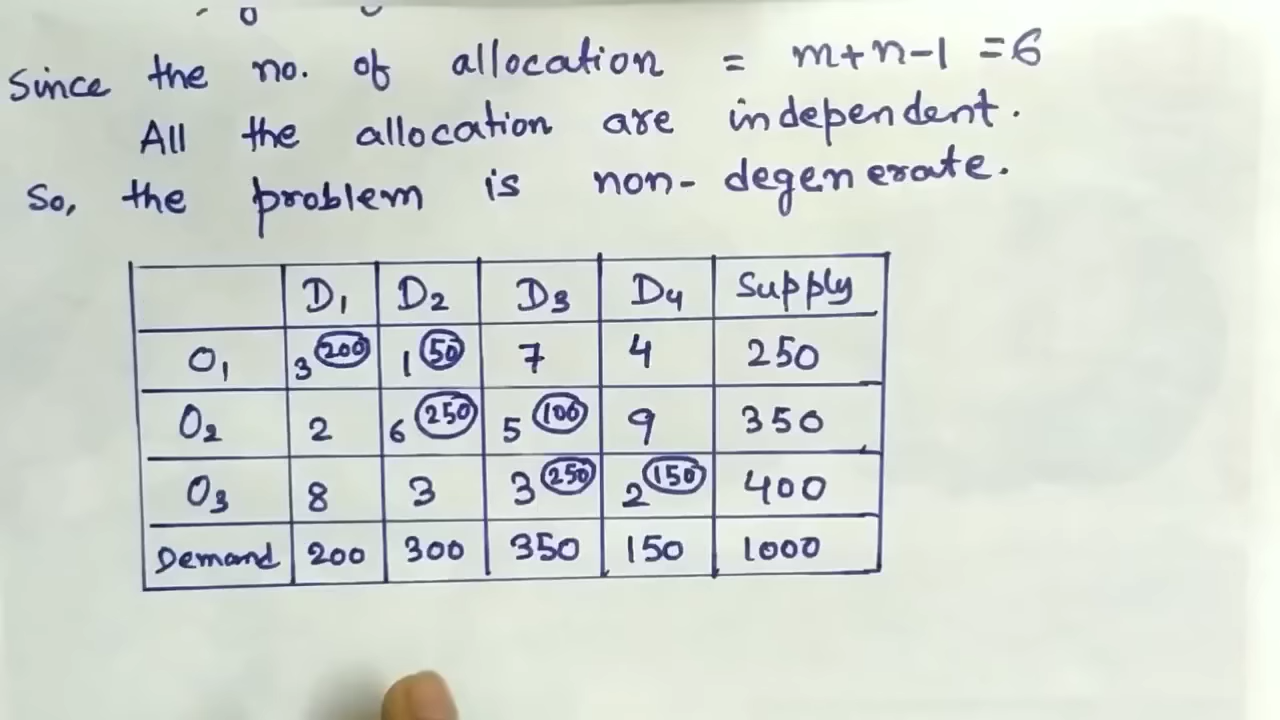 Since the no. of allocation = m+n-1 = 6
All the allocation are independent.
So, the problem is non-degenerate.
D1 D2 D3 D4 Supply
O1 3 200 1 50 7 4 250
O2 2 6 250 5 100 9 350
O3 8 3 3 250 2 150 400
Demand 200 300 350 150 1000